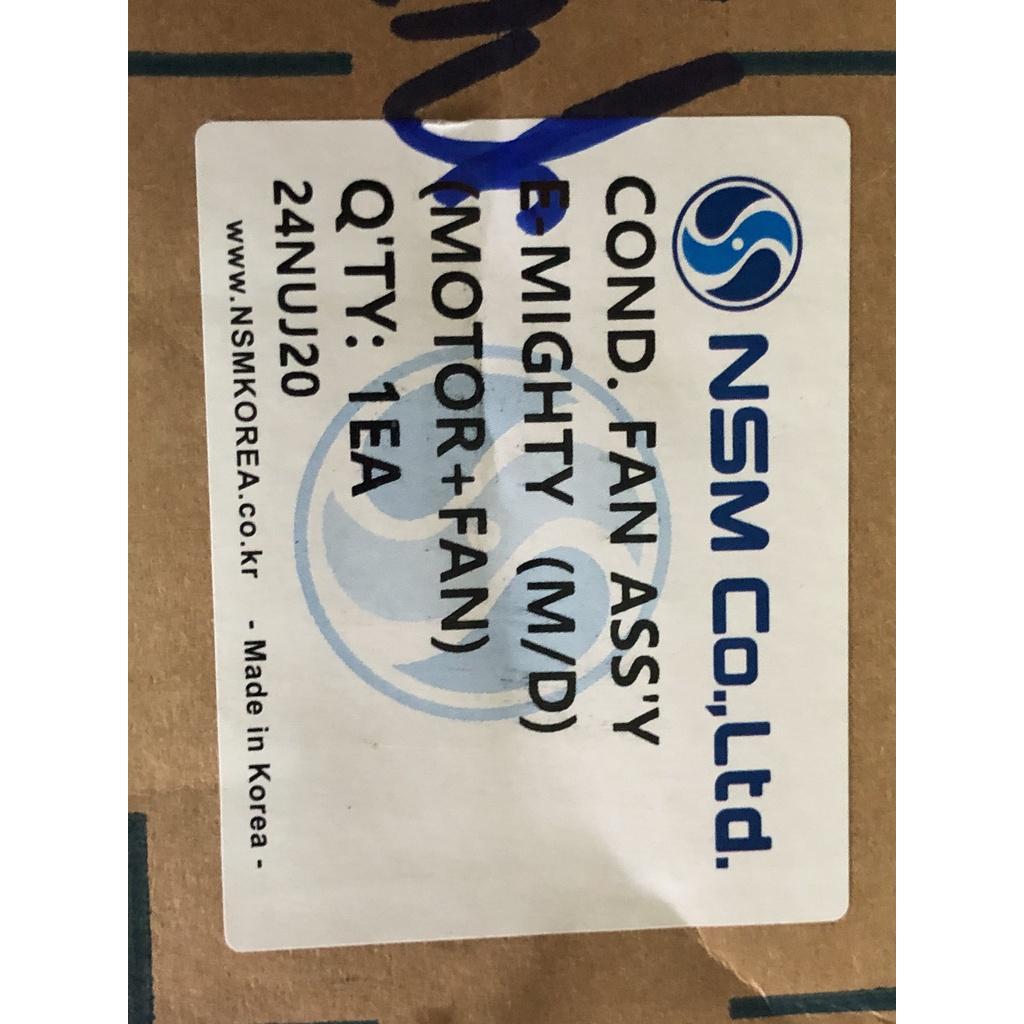 NSM Co.,Ltd.
COND. FAN ASS'Y
E-MIGHTY (M/D)
(MOTOR+FAN)
Q'TY: 1EA
24NUJ20
www.NSMKOREA.co.kr - Made in Korea -